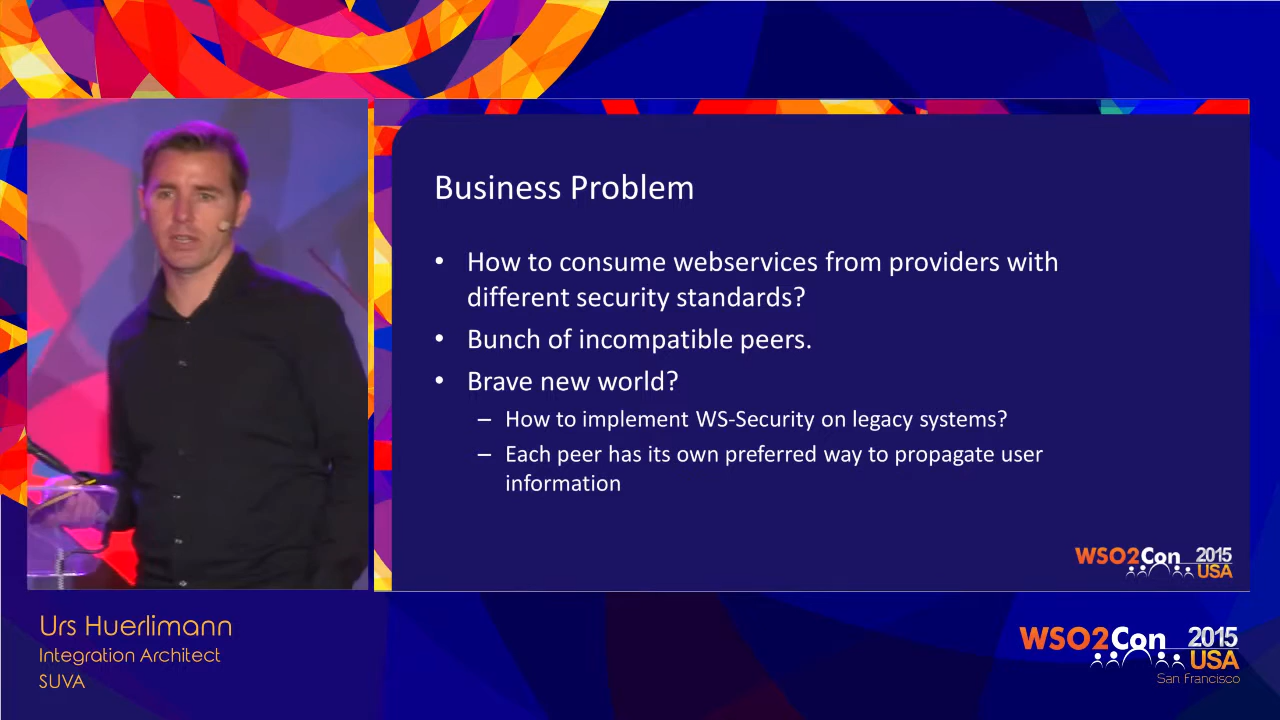 Business Problem
• How to consume webservices from providers with
different security standards?
• Bunch of incompatible peers.
• Brave new world?
– How to implement WS-Security on legacy systems?
– Each peer has its own preferred way to propagate user
information
WSO2Con 2015
USA
Urs Huerlimann
Integration Architect
SUVA
WSO2Con 2015
USA
San Francisco